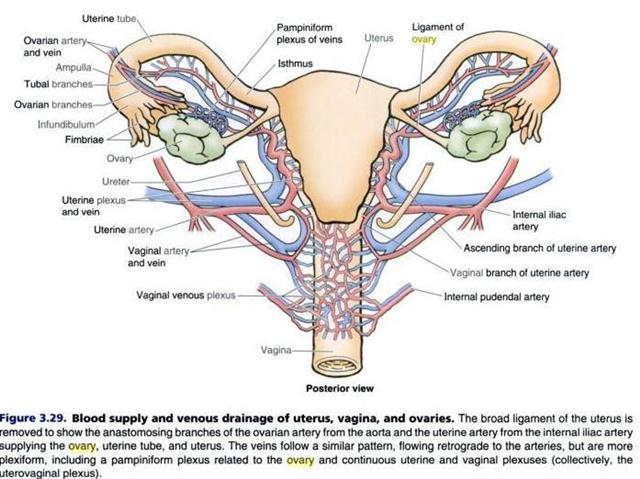 Uterine tube
Ovarian artery
and vein
Ampulla
Tubal branches
Ovarian branches
Infundibulum
Fimbriae
Ovary
Ureter
Uterine plexus
and vein
Uterine artery
Vaginal artery
and vein
Vaginal venous plexus
Vagina
Pampiniform
plexus of veins
Isthmus
Uterus
Ligament of
ovary
Internal iliac
artery
Ascending branch of uterine artery
Vaginal branch of uterine artery
Internal pudendal artery
Posterior view
Figure 3.29. Blood supply and venous drainage of uterus, vagina, and ovaries. The broad ligament of the uterus is
removed to show the anastomosing branches of the ovarian artery from the aorta and the uterine artery from the internal iliac artery
supplying the ovary, uterine tube, and uterus. The veins follow a similar pattern, flowing retrograde to the arteries, but are more
plexiform, including a pampiniform plexus related to the ovary and continuous uterine and vaginal plexuses (collectively, the
uterovaginal plexus).